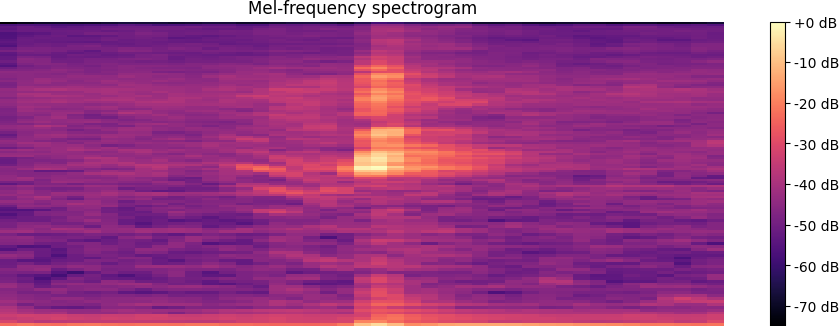 Mel-frequency spectrogram
+0 dB
-10 dB
-20 dB
-30 dB
-40 dB
-50 dB
-60 dB
-70 dB